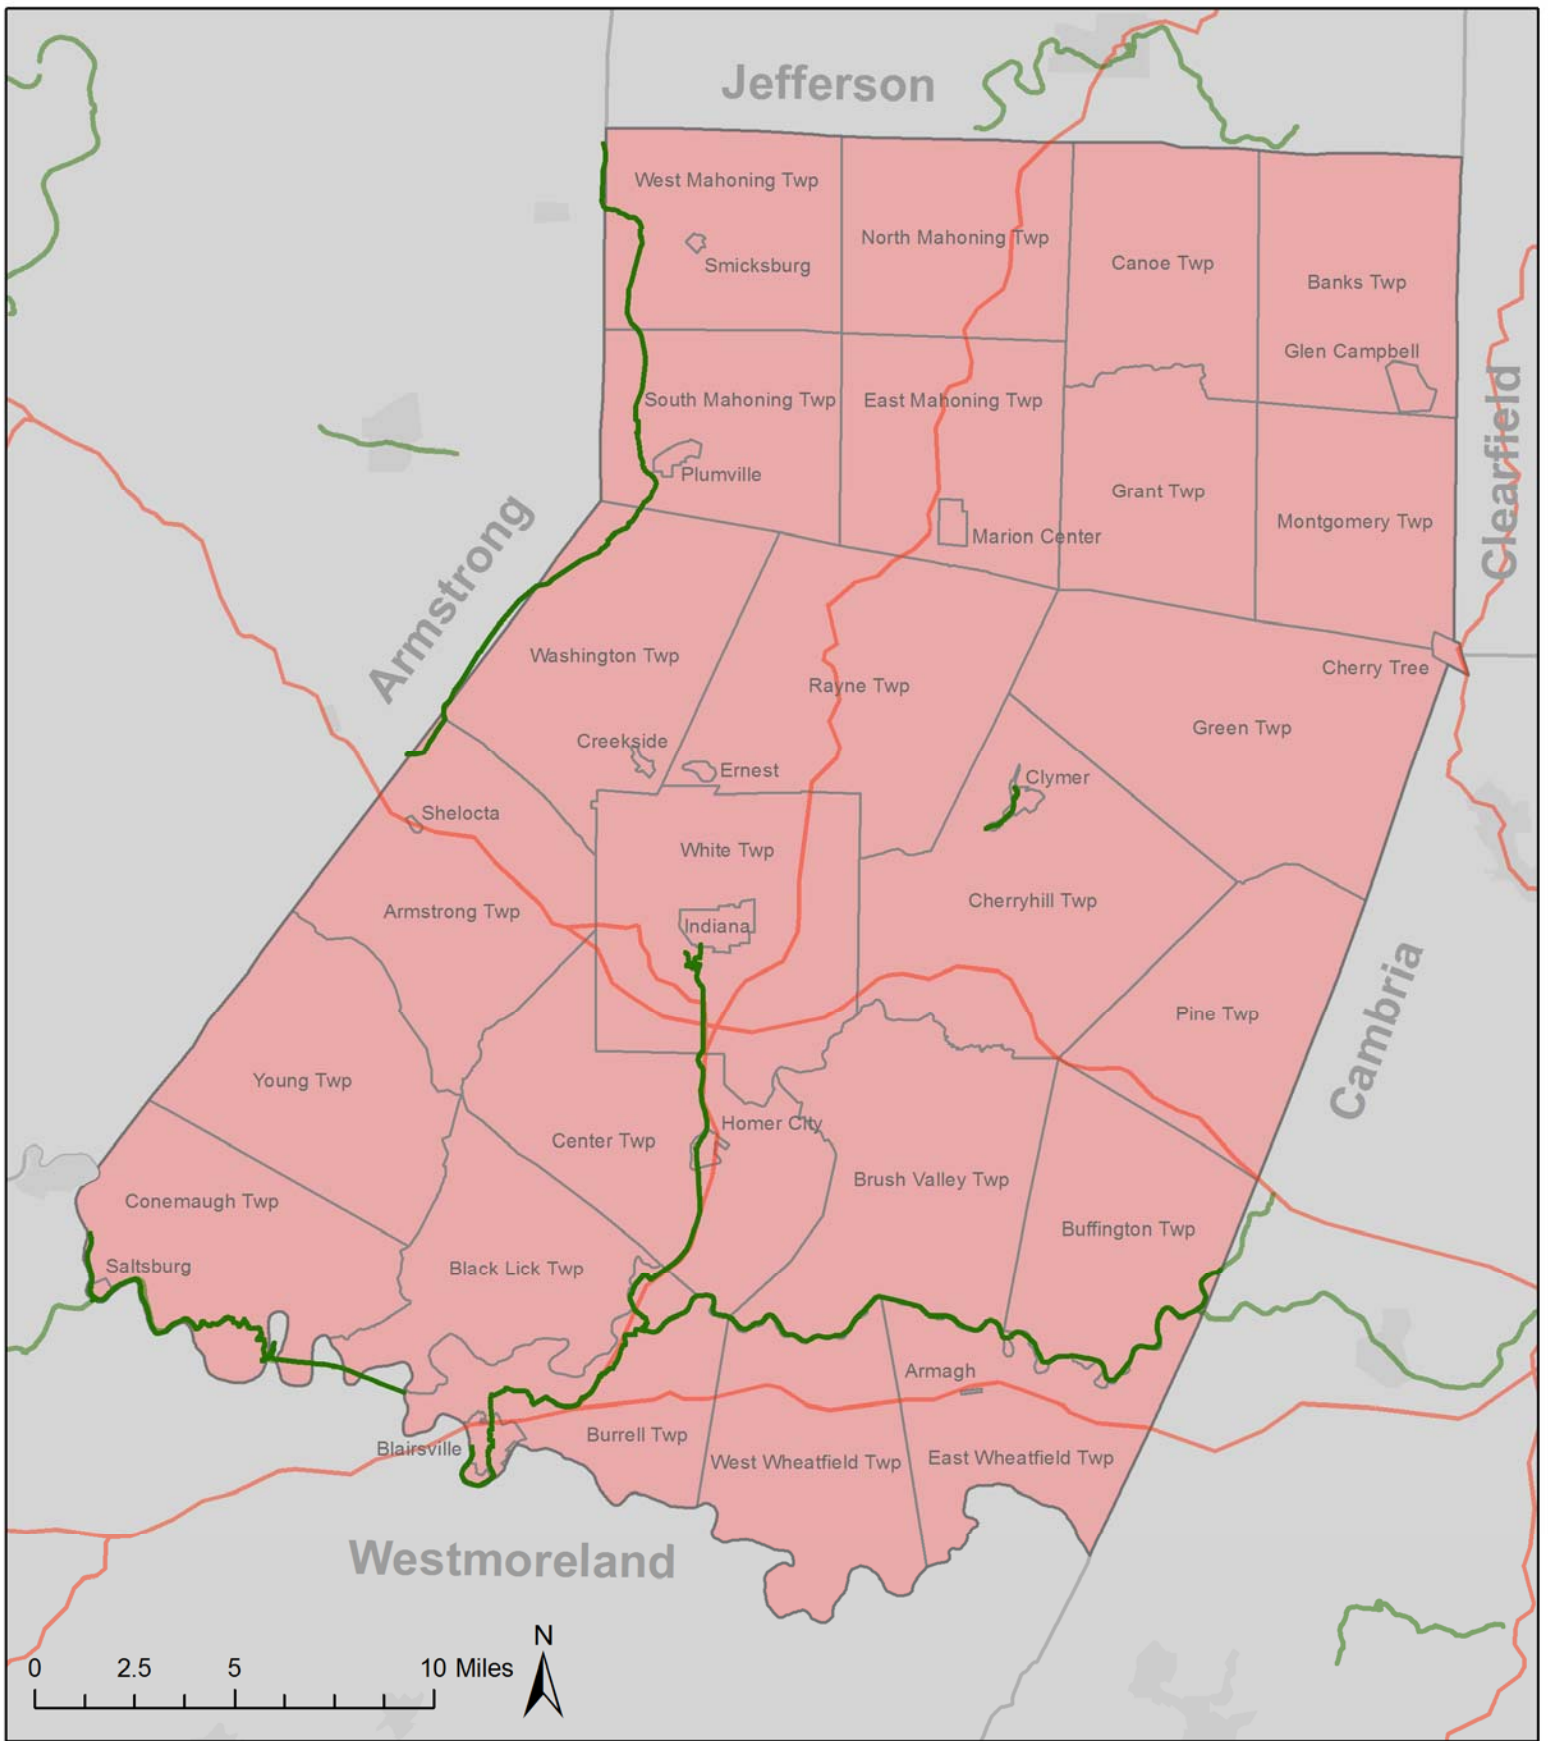 Jefferson
West Mahoning Twp
North Mahoning Twp
Smicksburg
Canoe Twp
Banks Twp
Glen Campbell
South Mahoning Twp
East Mahoning Twp
Clearfield
Plumville
Grant Twp
Montgomery Twp
Marion Center
Armstrong
Washington Twp
Rayne Twp
Cherry Tree
Green Twp
Creekside
Ernest
Clymer
Shelocta
White Twp
Armstrong Twp
Indiana
Cherryhill Twp
Pine Twp
Cambria
Young Twp
Center Twp
Homer City
Brush Valley Twp
Conemaugh Twp
Buffington Twp
Saltsburg
Black Lick Twp
Armagh
Blairsville
Burrell Twp
West Wheatfield Twp
East Wheatfield Twp
Westmoreland
N
0 2.5 5 10 Miles